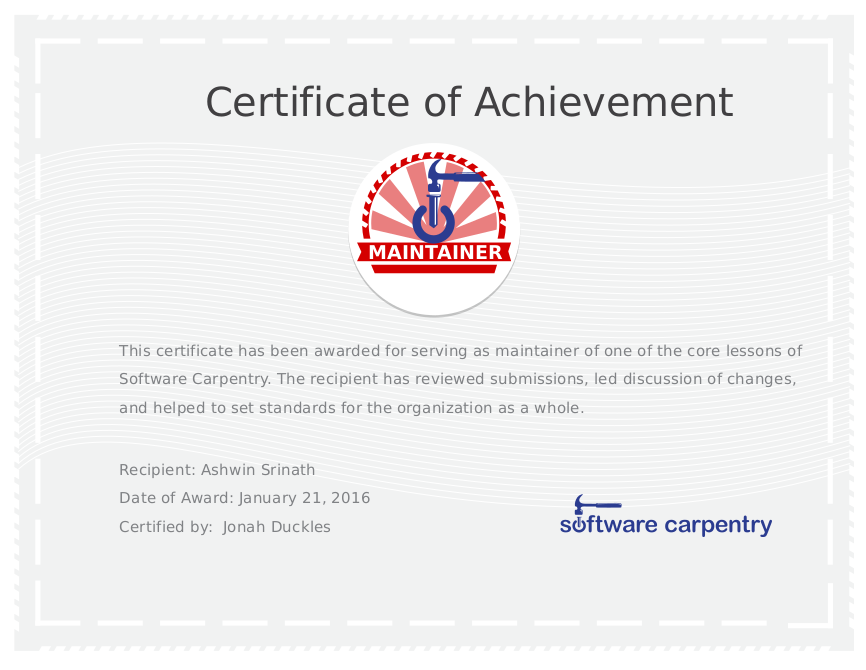 Certificate of Achievement
MAINTAINER
This certificate has been awarded for serving as maintainer of one of the core lessons of
Software Carpentry. The recipient has reviewed submissions, led discussion of changes,
and helped to set standards for the organization as a whole.
Recipient: Ashwin Srinath
Date of Award: January 21, 2016
Certified by:  Jonah Duckles
software carpentry